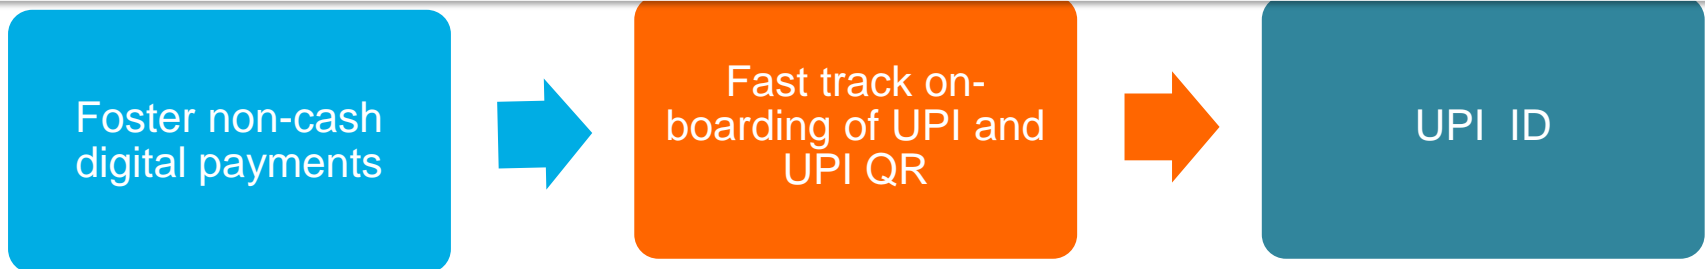 Foster non-cash
digital payments
Fast track on-
boarding of UPI and
UPI QR
UPI  ID